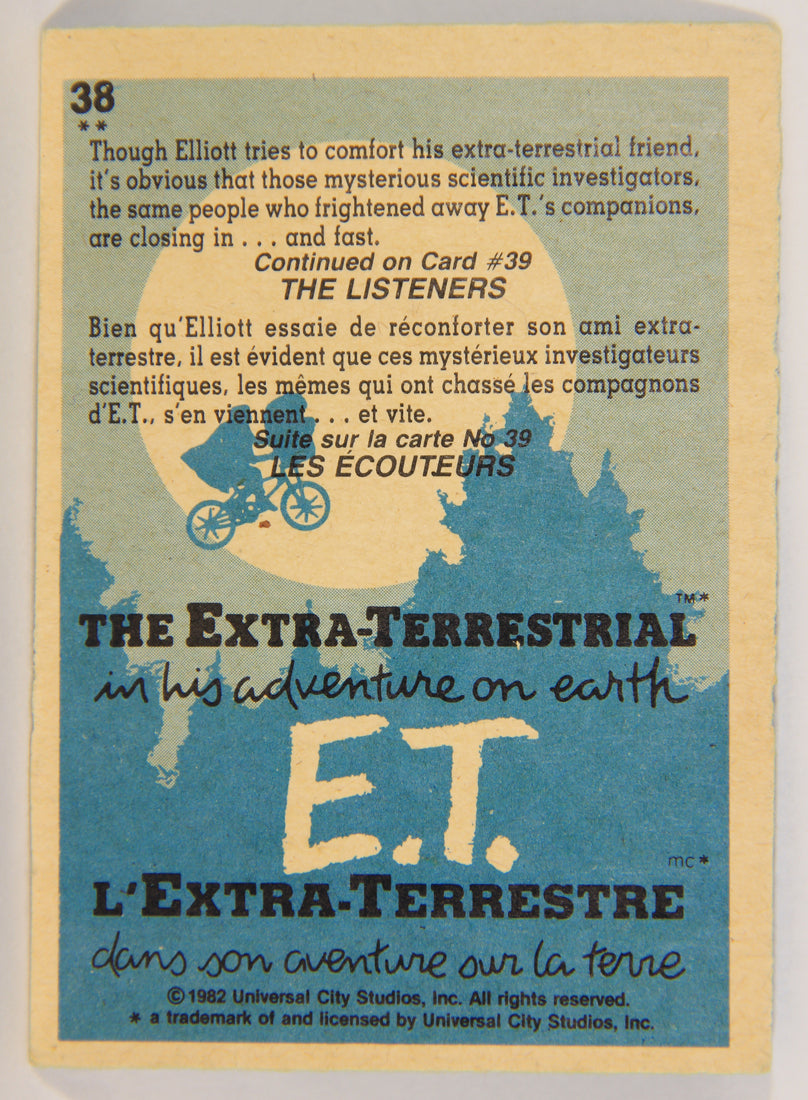 38
**
Though Elliott tries to comfort his extra-terrestrial friend,
it's obvious that those mysterious scientific investigators,
the same people who frightened away E.T.'s companions,
are closing in . . . and fast.
Continued on Card #39
THE LISTENERS
Bien qu'Elliott essaie de réconforter son ami extra-
terrestre, il est évident que ces mystérieux investigateurs
scientifiques, les mêmes qui ont chassé les compagnons
d'E.T., s'en viennent . . . et vite.
Suite sur la carte No 39
LES ÉCOUTEURS
TM*
THE EXTRA-TERRESTRIAL
in his adventure on earth
E.T.
mc*
L'EXTRA-TERRESTRE
dans son aventure sur la terre
©1982 Universal City Studios, Inc. All rights reserved.
* a trademark of and licensed by Universal City Studios, Inc.